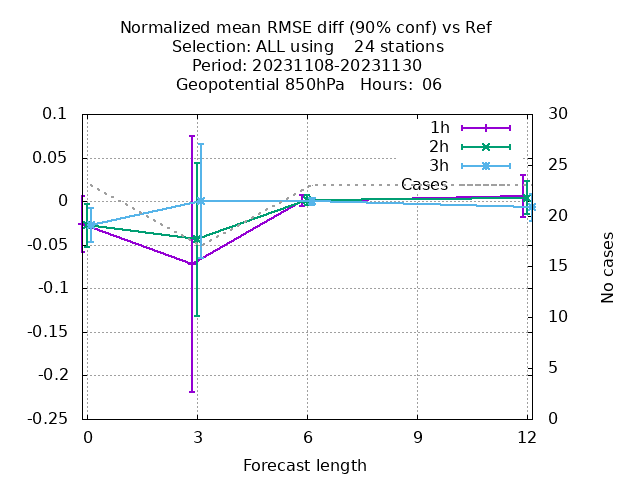 Normalized mean RMSE diff (90% conf) vs Ref
Selection: ALL using    24 stations
Period: 20231108-20231130
Geopotential 850hPa   Hours:  06
0.1
0.05
0
-0.05
-0.1
-0.15
-0.2
-0.25
30
25
20
15
10
5
0
1h
2h
3h
Cases
No cases
0
3
6
9
12
Forecast length